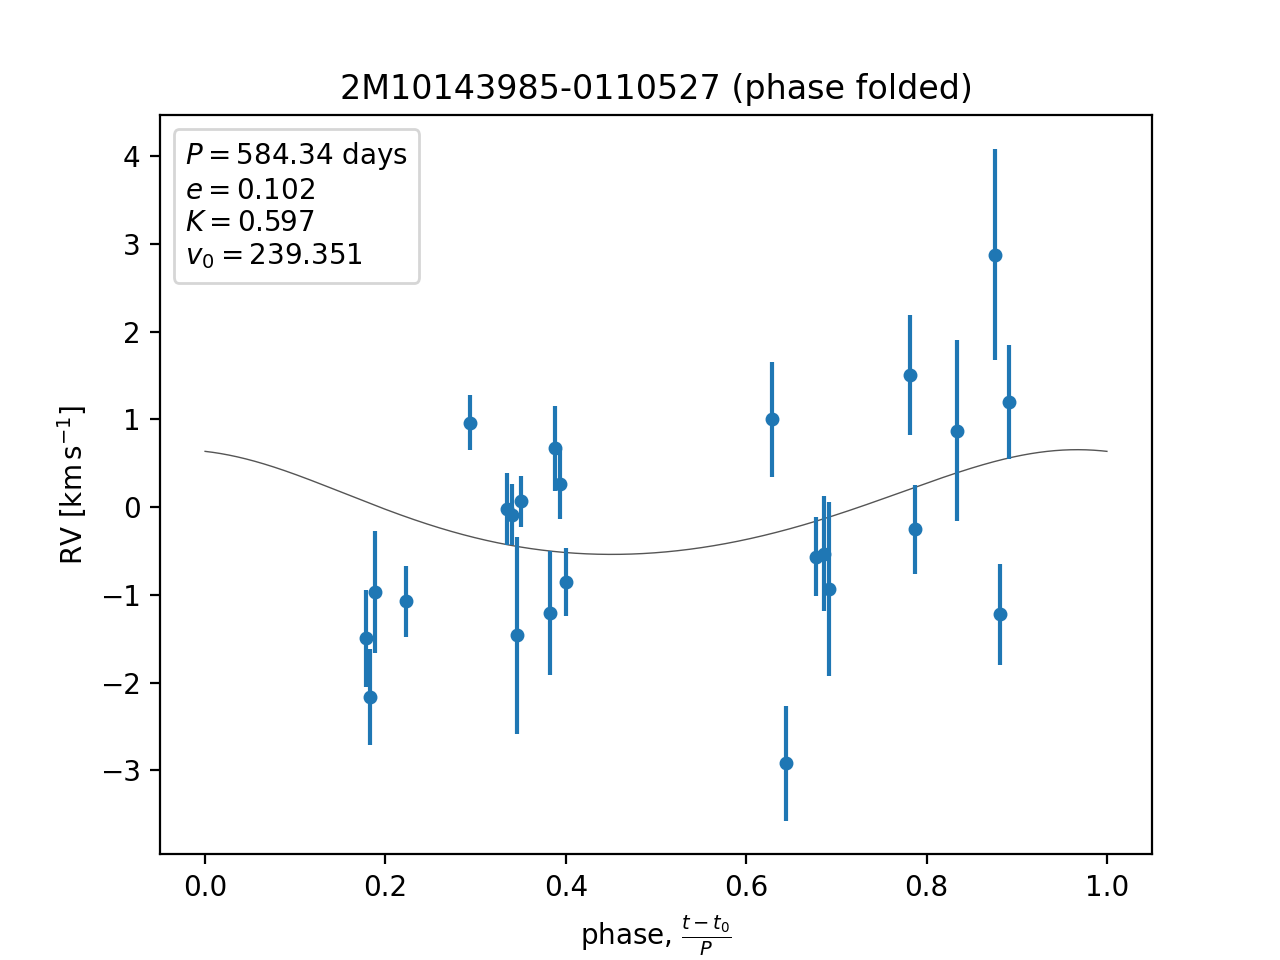 2M10143985-0110527 (phase folded)
P = 584.34 days
e = 0.102
K = 0.597
v₀ = 239.351
4
3
2
1
0
−1
−2
−3
RV [km s⁻¹]
0.0 0.2 0.4 0.6 0.8 1.0
phase, (t − t₀)/P